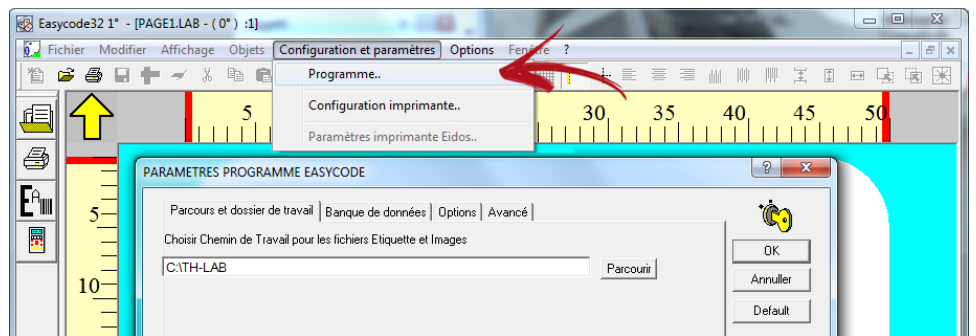 Easycode32 1" - [PAGE1.LAB - ( 0° ) :1]
Fichier Modifier Affichage Objets Configuration et paramètres Options Fenêtre ?
Programme..
Configuration imprimante..
Paramètres imprimante Eidos..
5 30 35 40 45 50
PARAMETRES PROGRAMME EASYCODE
Parcours et dossier de travail Banque de données Options Avancé
Choisir Chemin de Travail pour les fichiers Etiquette et Images
C:\TH-LAB
Parcourir
OK
Annuller
Default
EA
5
10